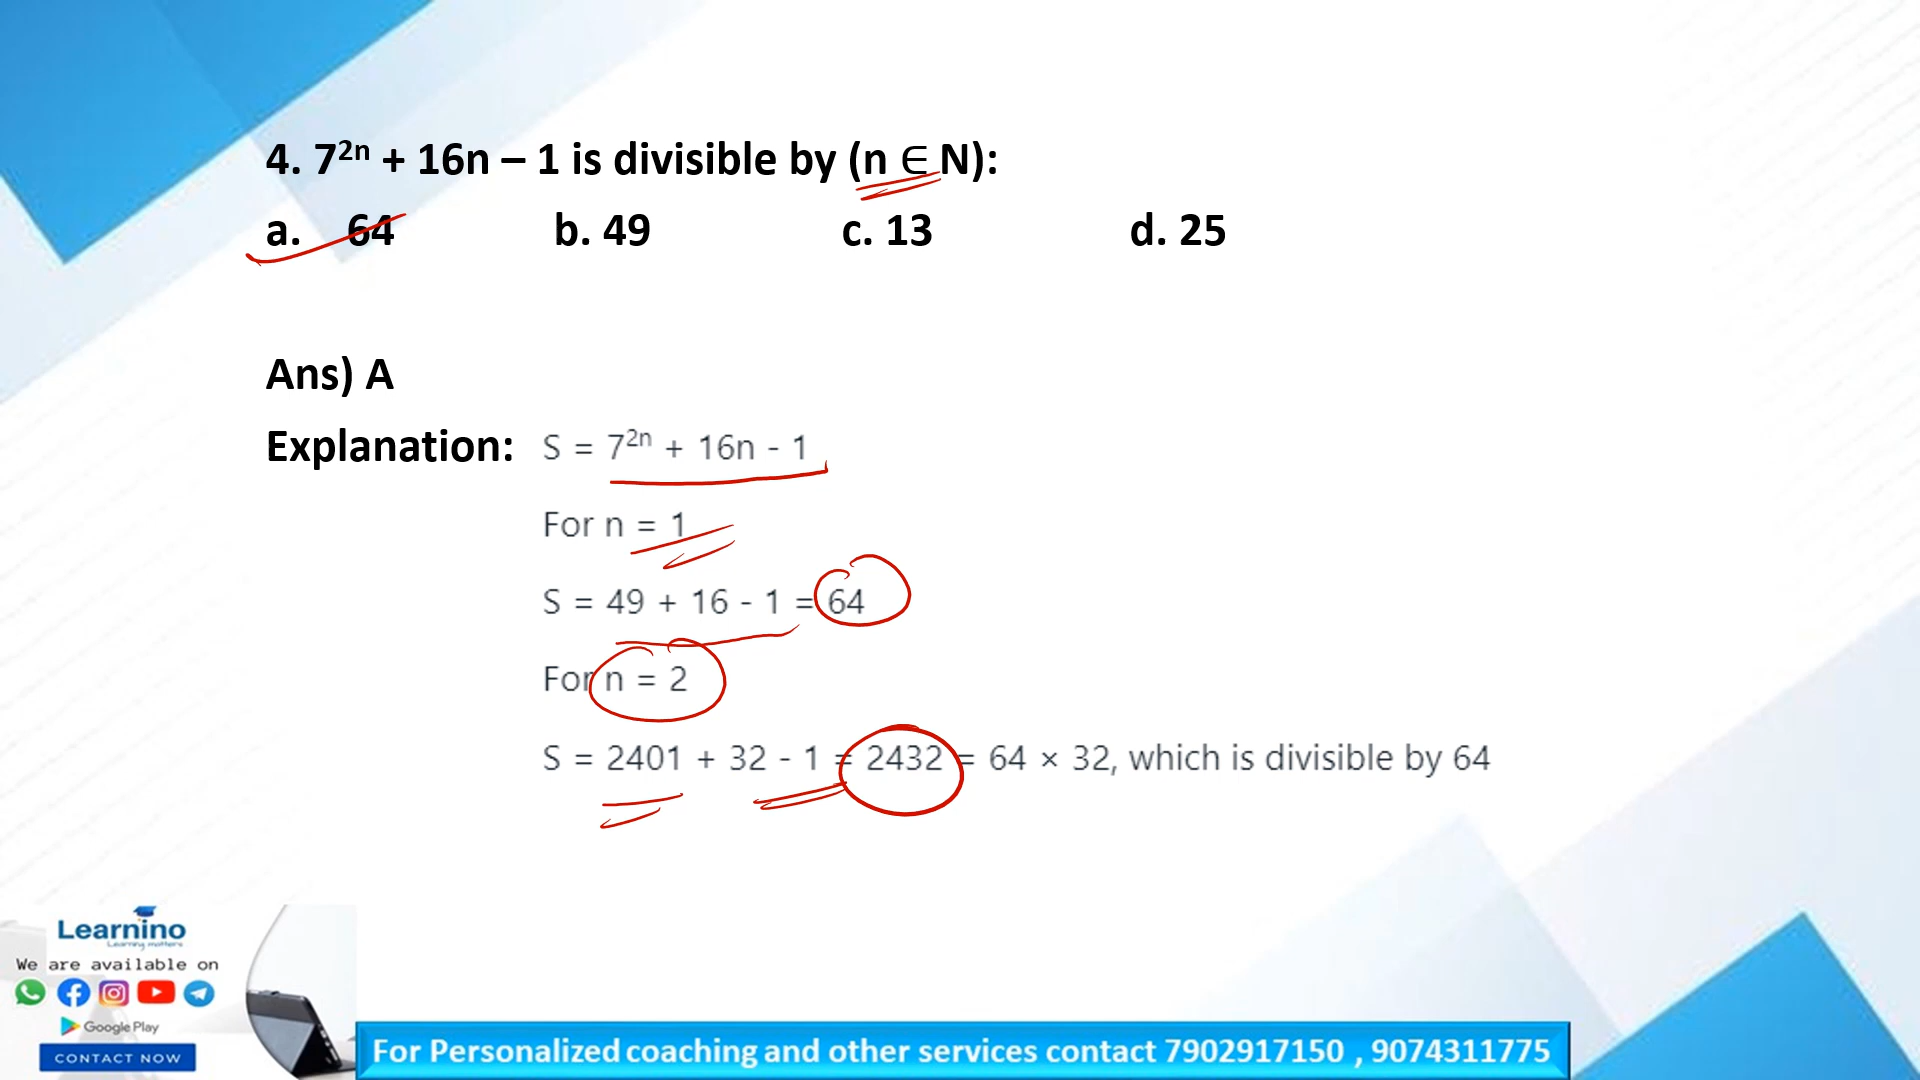 4. 7²ⁿ + 16n – 1 is divisible by (n ∈ N):
a. 64 b. 49 c. 13 d. 25
Ans) A
Explanation: S = 7²ⁿ + 16n - 1
For n = 1
S = 49 + 16 - 1 = 64
For n = 2
S = 2401 + 32 - 1 = 2432 = 64 × 32, which is divisible by 64
Learnino
Learning matters
We are available on
Google Play
CONTACT NOW
For Personalized coaching and other services contact 7902917150 , 9074311775